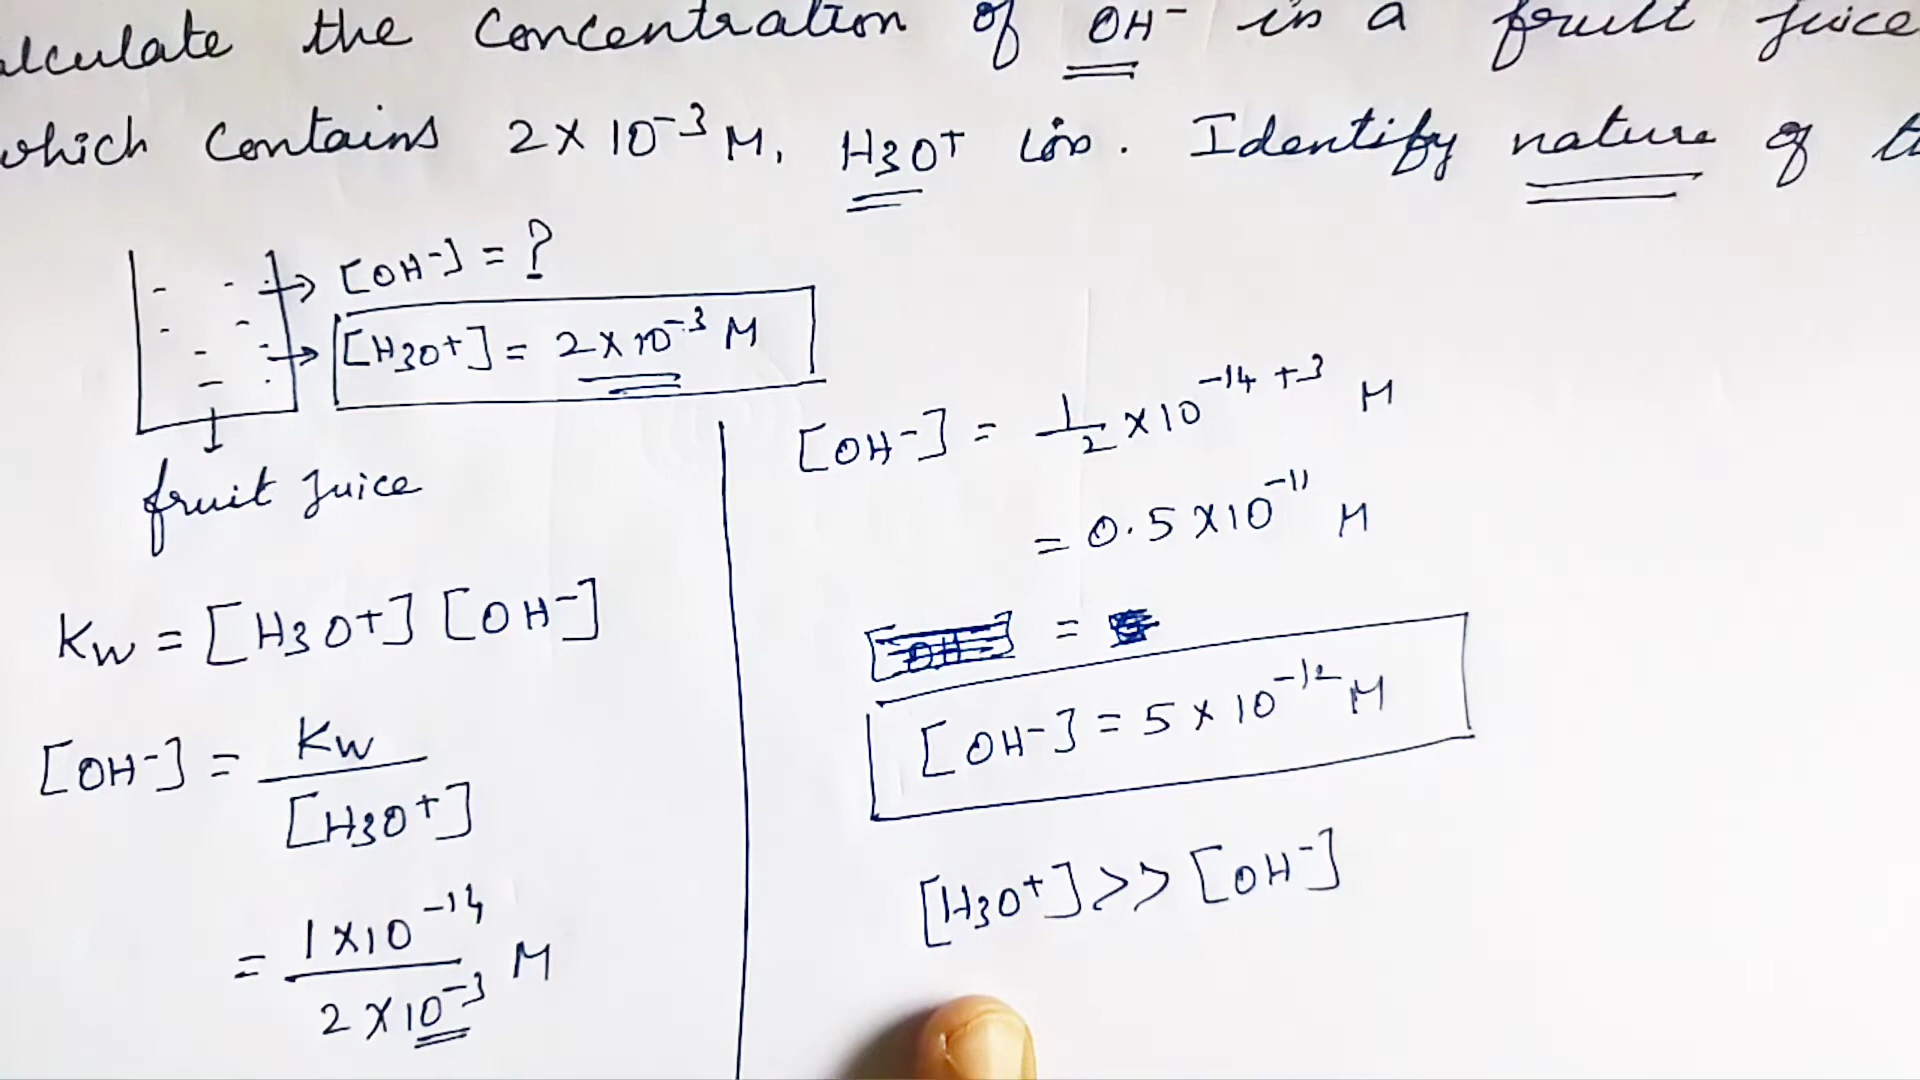 alculate the Concentration of OH⁻ in a fruit juice
which Contains 2 × 10⁻³ M, H₃O⁺ ion. Identify nature of
[OH⁻] = ?
[H₃O⁺] = 2 × 10⁻³ M
fruit Juice
Kw = [H₃O⁺] [OH⁻]
[OH⁻] = Kw / [H₃O⁺]
= 1 × 10⁻¹⁴ / 2 × 10⁻³ M
[OH⁻] = 1/2 × 10⁻¹⁴⁺³ M
= 0.5 × 10⁻¹¹ M
=
[OH⁻] = 5 × 10⁻¹² M
[H₃O⁺] >> [OH⁻]